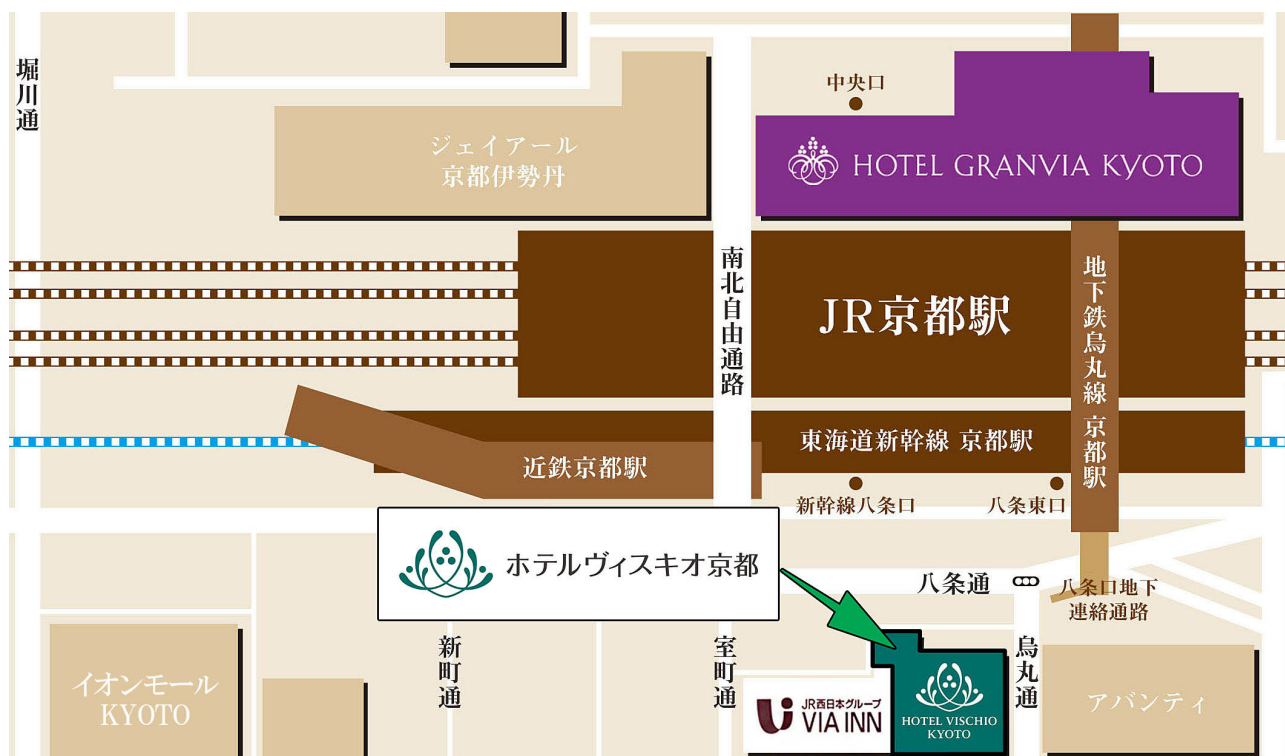 堀川通
中央口
ジェイアール
京都伊勢丹
HOTEL GRANVIA KYOTO
南北自由通路
JR京都駅
地下鉄烏丸線 京都駅
東海道新幹線 京都駅
近鉄京都駅
新幹線八条口
八条東口
ホテルヴィスキオ京都
八条通
八条口地下
連絡通路
新町通
室町通
烏丸通
イオンモール
KYOTO
JR西日本グループ
VIA INN
HOTEL VISCHIO
KYOTO
アバンティ